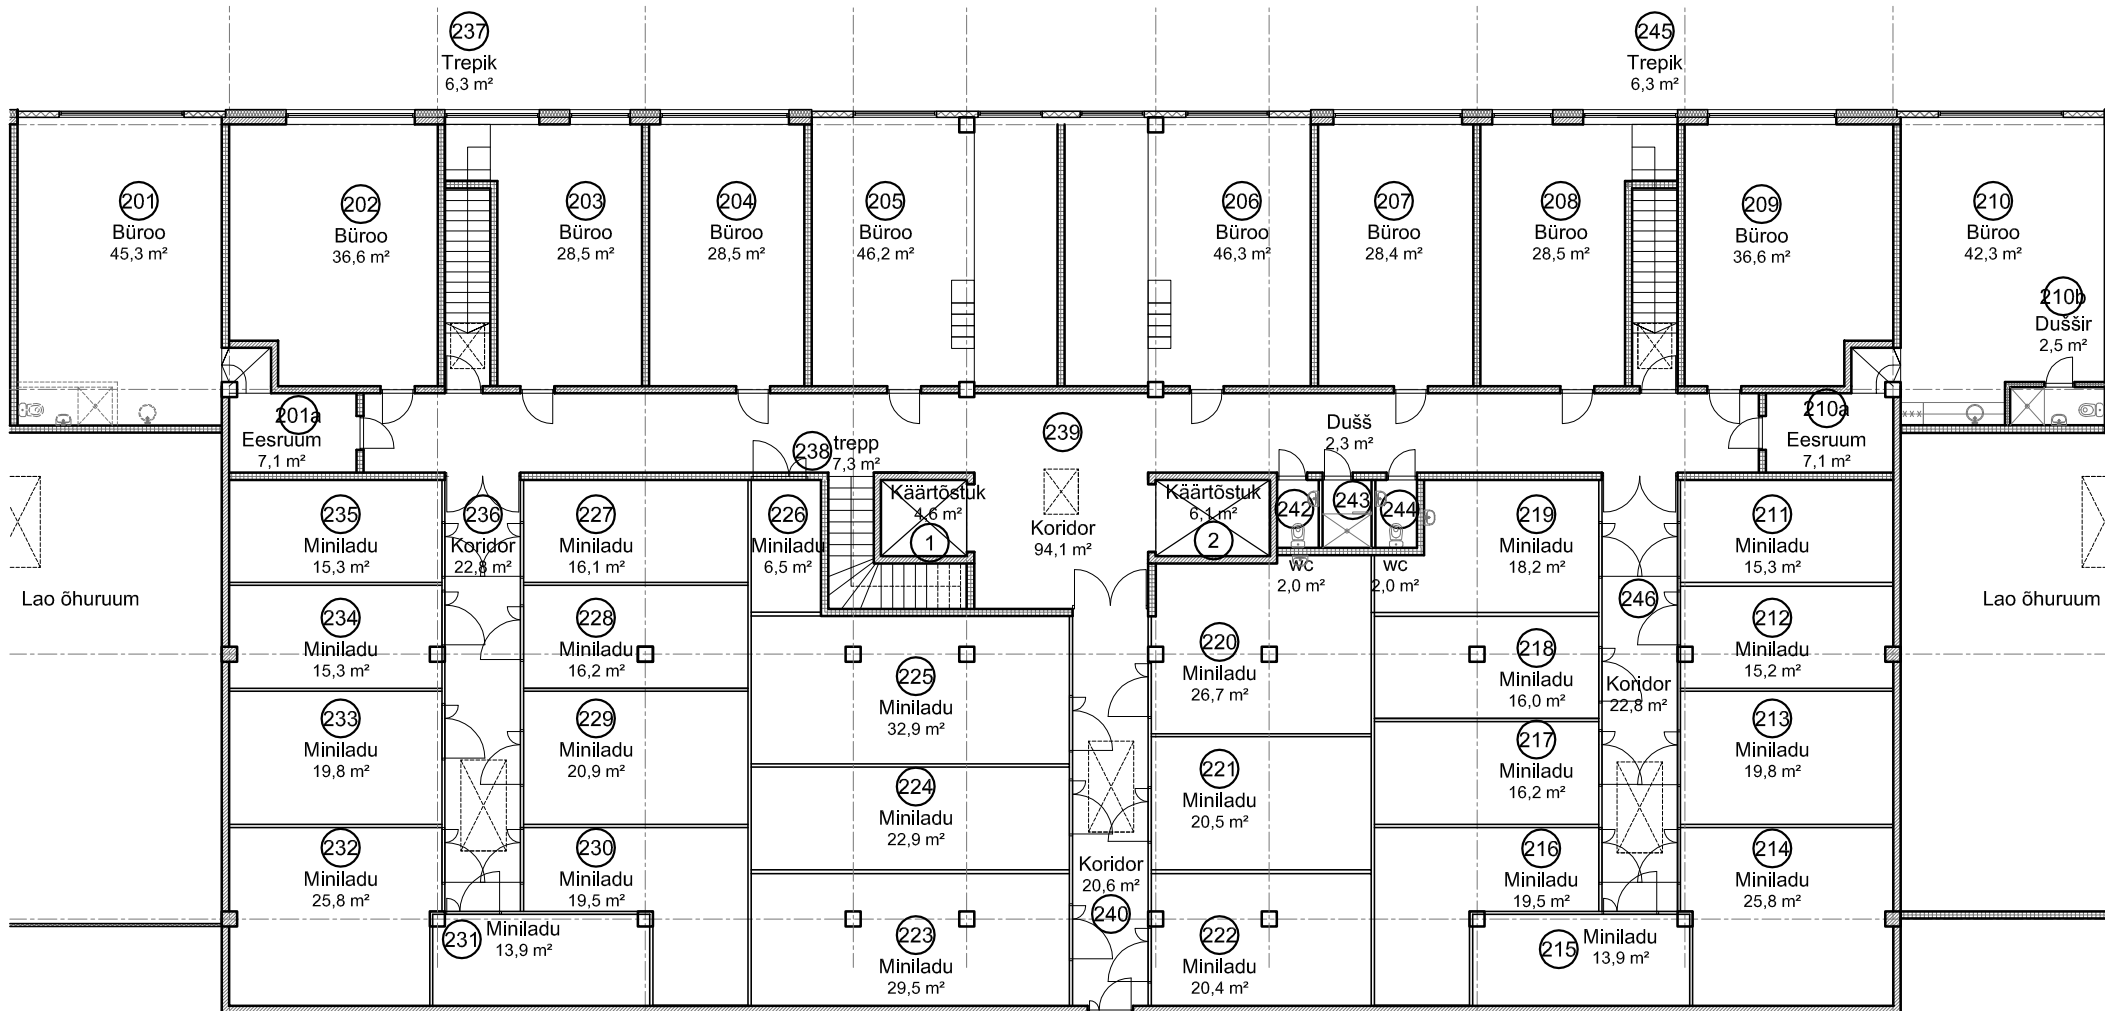 237
Trepik
6,3 m²
245
Trepik
6,3 m²
201
Büroo
45,3 m²
202
Büroo
36,6 m²
203
Büroo
28,5 m²
204
Büroo
28,5 m²
205
Büroo
46,2 m²
206
Büroo
46,3 m²
207
Büroo
28,4 m²
208
Büroo
28,5 m²
209
Büroo
36,6 m²
210
Büroo
42,3 m²
210b
Duššir
2,5 m²
201a
Eesruum
7,1 m²
238
trepp
7,3 m²
239
Koridor
94,1 m²
Dušš
2,3 m²
210a
Eesruum
7,1 m²
Käärtõstuk
4,6 m²
1
Käärtõstuk
6,1 m²
2
242
wc
2,0 m²
243
244
wc
2,0 m²
235
Miniladu
15,3 m²
236
Koridor
22,8 m²
227
Miniladu
16,1 m²
226
Miniladu
6,5 m²
219
Miniladu
18,2 m²
211
Miniladu
15,3 m²
Lao õhuruum
234
Miniladu
15,3 m²
228
Miniladu
16,2 m²
220
Miniladu
26,7 m²
218
Miniladu
16,0 m²
246
Koridor
22,8 m²
212
Miniladu
15,2 m²
Lao õhuruum
233
Miniladu
19,8 m²
229
Miniladu
20,9 m²
225
Miniladu
32,9 m²
217
Miniladu
16,2 m²
213
Miniladu
19,8 m²
224
Miniladu
22,9 m²
221
Miniladu
20,5 m²
232
Miniladu
25,8 m²
230
Miniladu
19,5 m²
Koridor
20,6 m²
240
216
Miniladu
19,5 m²
214
Miniladu
25,8 m²
231
Miniladu
13,9 m²
223
Miniladu
29,5 m²
222
Miniladu
20,4 m²
215
Miniladu
13,9 m²